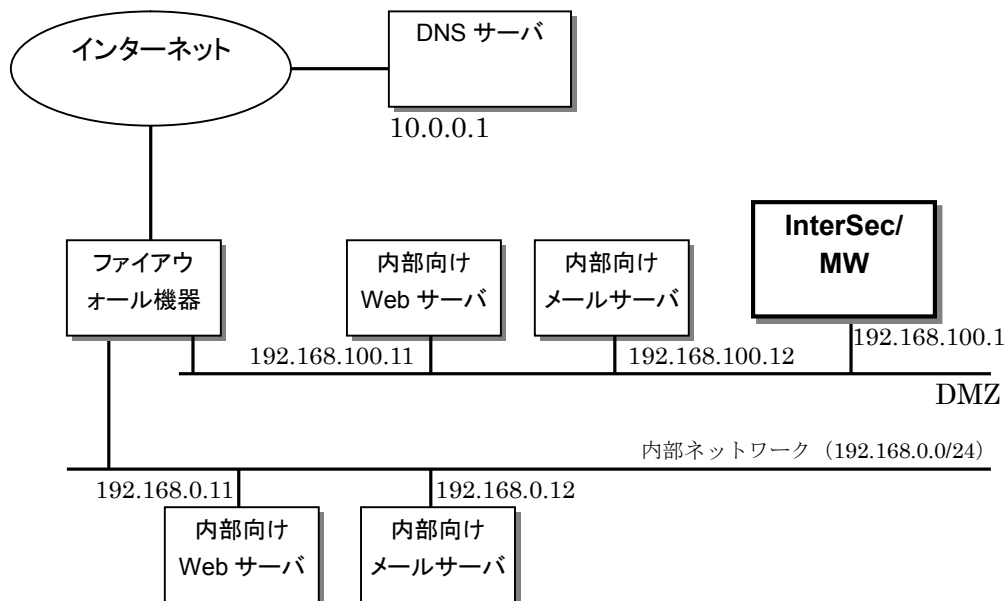 インターネット
DNS サーバ
10.0.0.1
InterSec/
MW
ファイアウ
ォール機器
内部向け
Web サーバ
内部向け
メールサーバ
192.168.100.11
192.168.100.12
192.168.100.1
DMZ
内部ネットワーク（192.168.0.0/24）
192.168.0.11
192.168.0.12
内部向け
Web サーバ
内部向け
メールサーバ